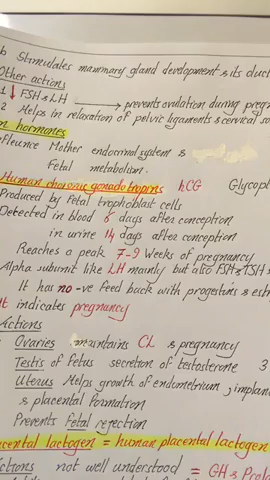 b Stimulates mammary gland development & its duct
Other actions
1 ↓ FSH & LH → prevents ovulation during preg
2 Helps in relaxation of pelvic ligaments & cervical so
n hormones
fluence Mother endocrinal system &
Fetal metabolism.
Human chorionic gonadotropins hCG Glycopr
Produced by fetal trophoblast cells
Detected in blood 6 days after conception
in urine 14 days after conception
Reaches a peak 7-9 Weeks of pregnancy
Alpha subunit like LH mainly but also FSH & TSH &
It has no -ve feed back with progestins & estr
It indicates pregnancy
Actions
Ovaries maintains CL & pregnancy
Testis of Fetus secretion of testosterone 3
Uterus Helps growth of endometrium, implan
& placental formation
Prevents fetal rejection
acental lactogen = human placental lactogen
ctions not well understood = GH & Prola